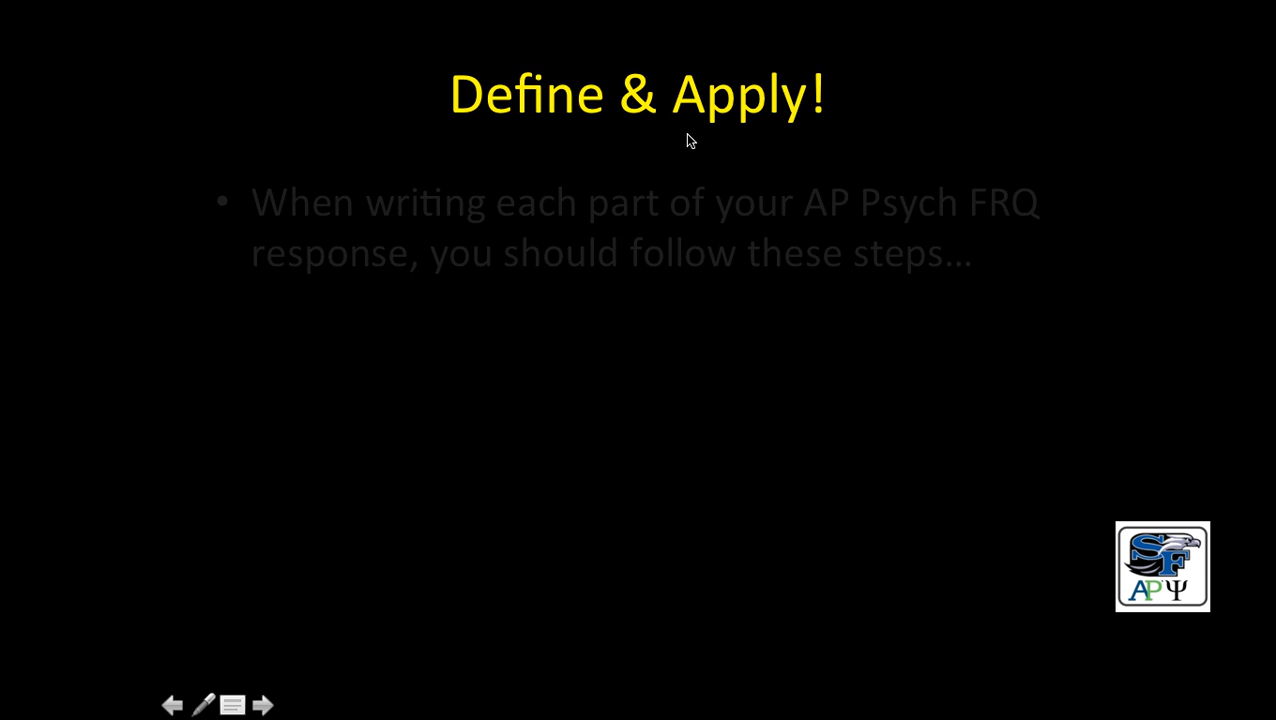 Define & Apply!
• When writing each part of your AP Psych FRQ
response, you should follow these steps...
SF
AP Ψ